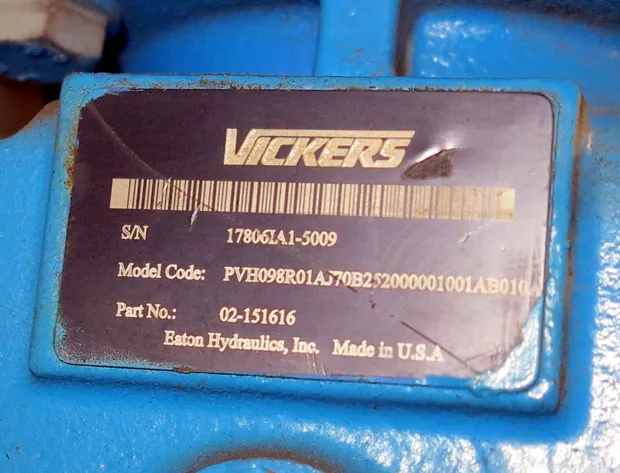 VICKERS
S/N 17806IA1-5009
Model Code: PVH098R01AJ70B252000001001AB010A
Part No.: 02-151616
Eaton Hydraulics, Inc. Made in U.S.A